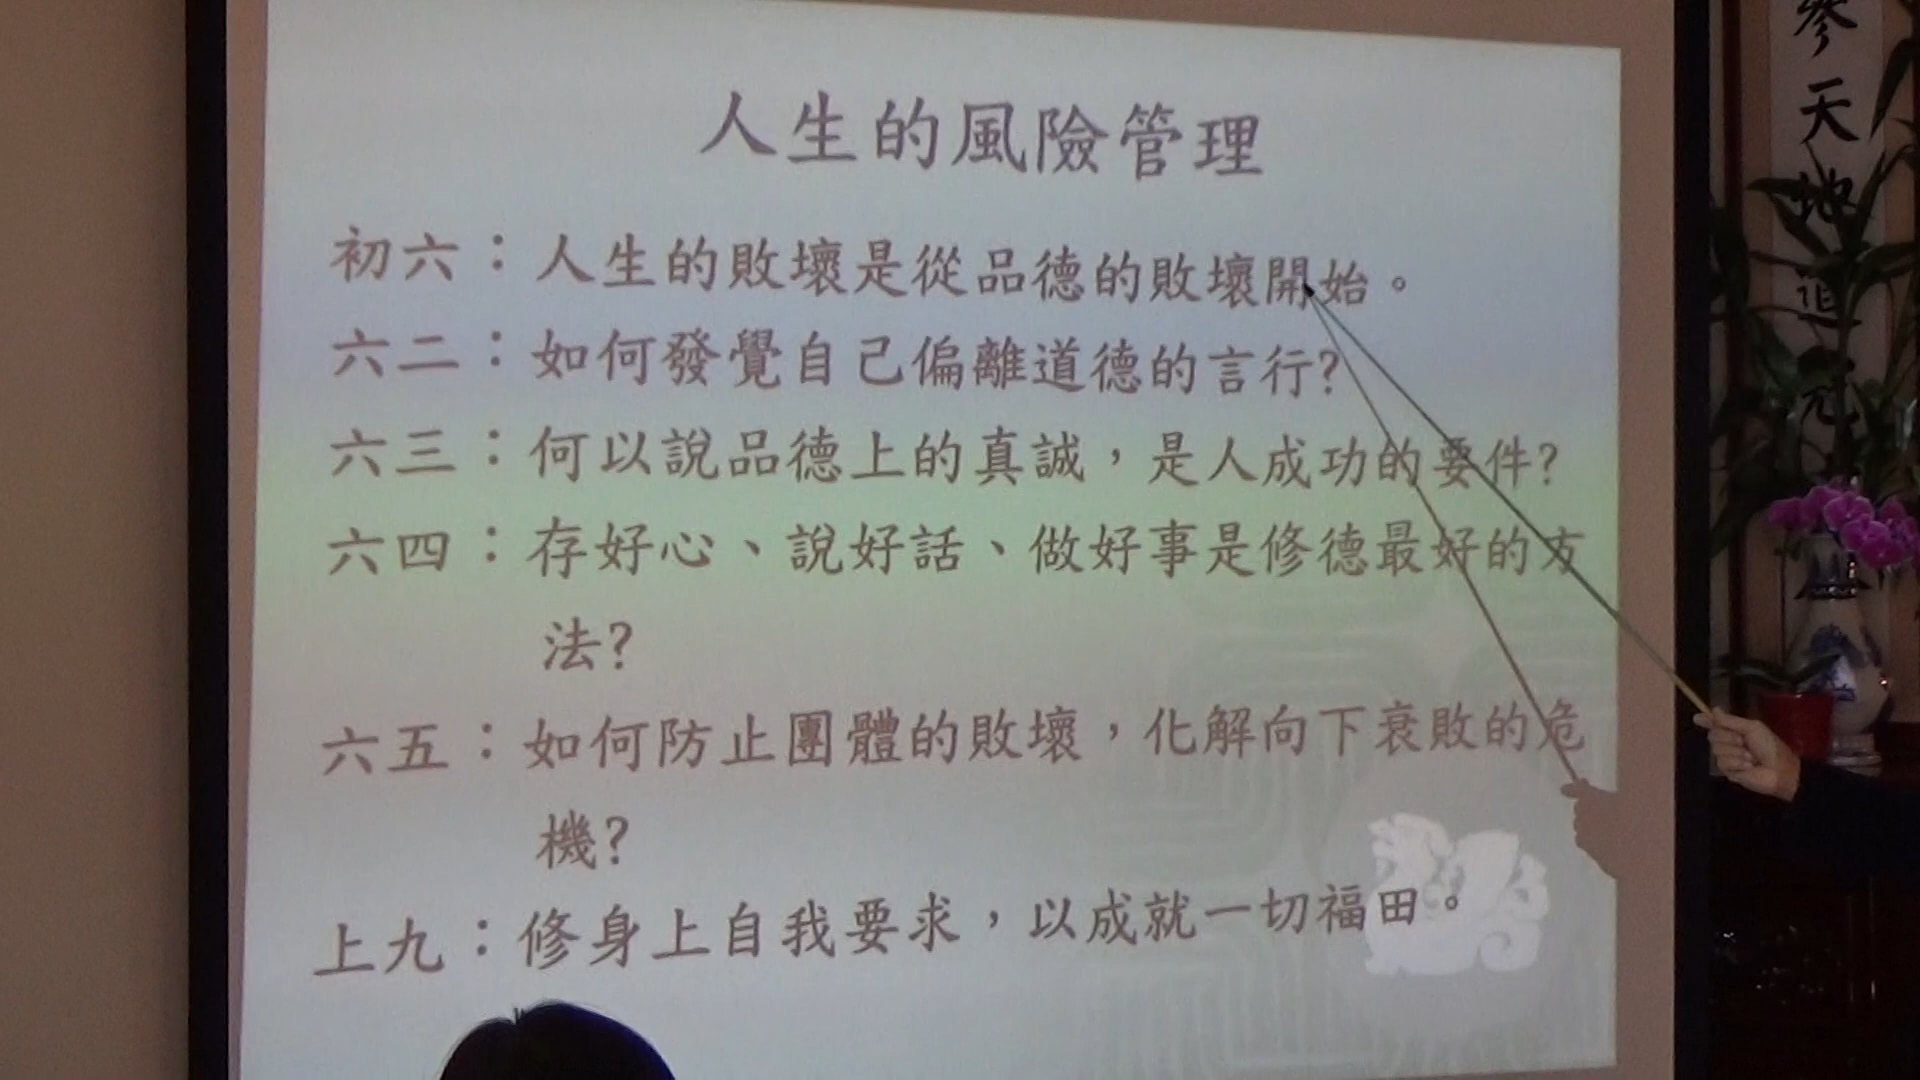 人生的風險管理
初六：人生的敗壞是從品德的敗壞開始。
六二：如何發覺自己偏離道德的言行?
六三：何以說品德上的真誠，是人成功的要件?
六四：存好心、說好話、做好事是修德最好的方
法?
六五：如何防止團體的敗壞，化解向下衰敗的危
機?
上九：修身上自我要求，以成就一切福田。
參天地道元